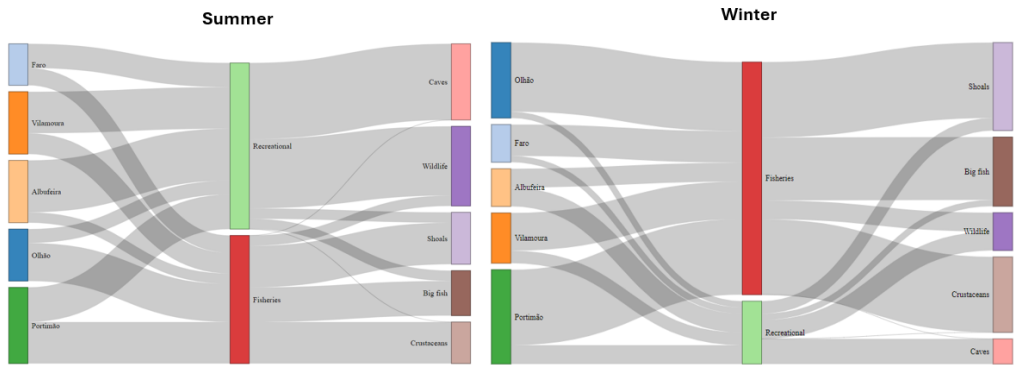 Summer
Faro
Vilamoura
Albufeira
Olhão
Portimão
Recreational
Fisheries
Caves
Wildlife
Shoals
Big fish
Crustaceans
Winter
Olhão
Faro
Albufeira
Vilamoura
Portimão
Fisheries
Recreational
Shoals
Big fish
Wildlife
Crustaceans
Caves